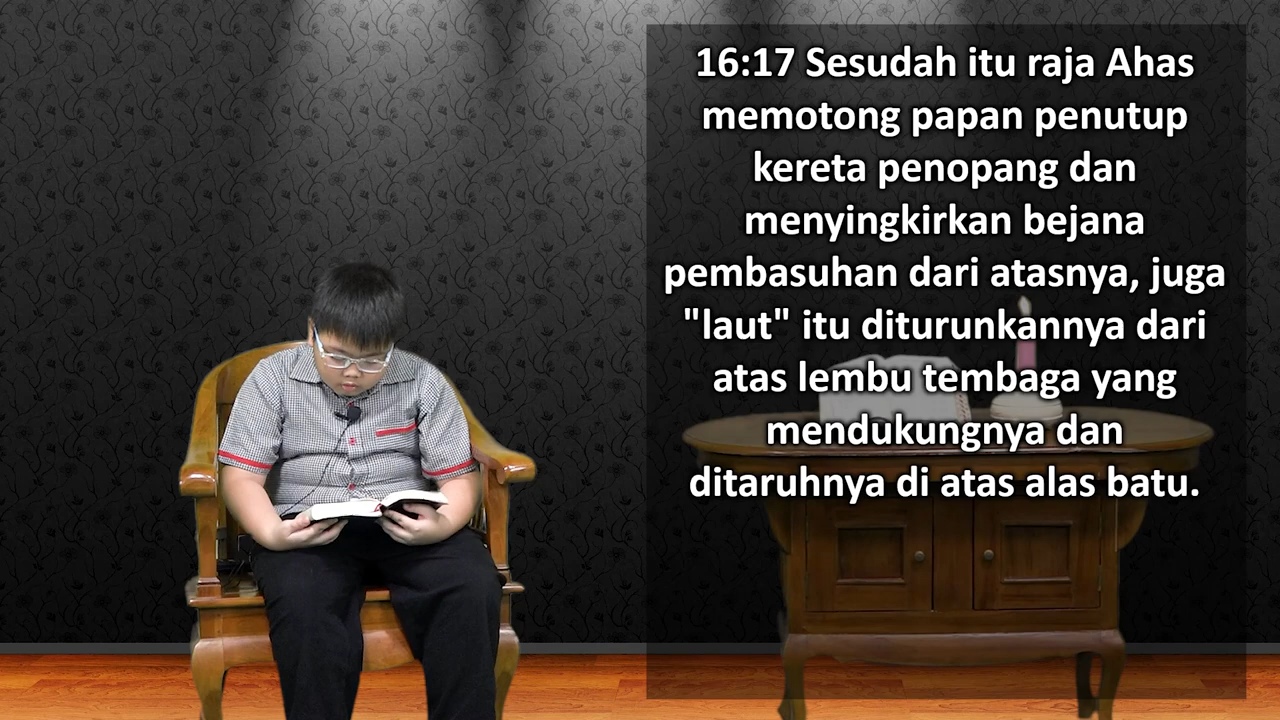 16:17 Sesudah itu raja Ahas
memotong papan penutup
kereta penopang dan
menyingkirkan bejana
pembasuhan dari atasnya, juga
"laut" itu diturunkannya dari
atas lembu tembaga yang
mendukungnya dan
ditaruhnya di atas alas batu.